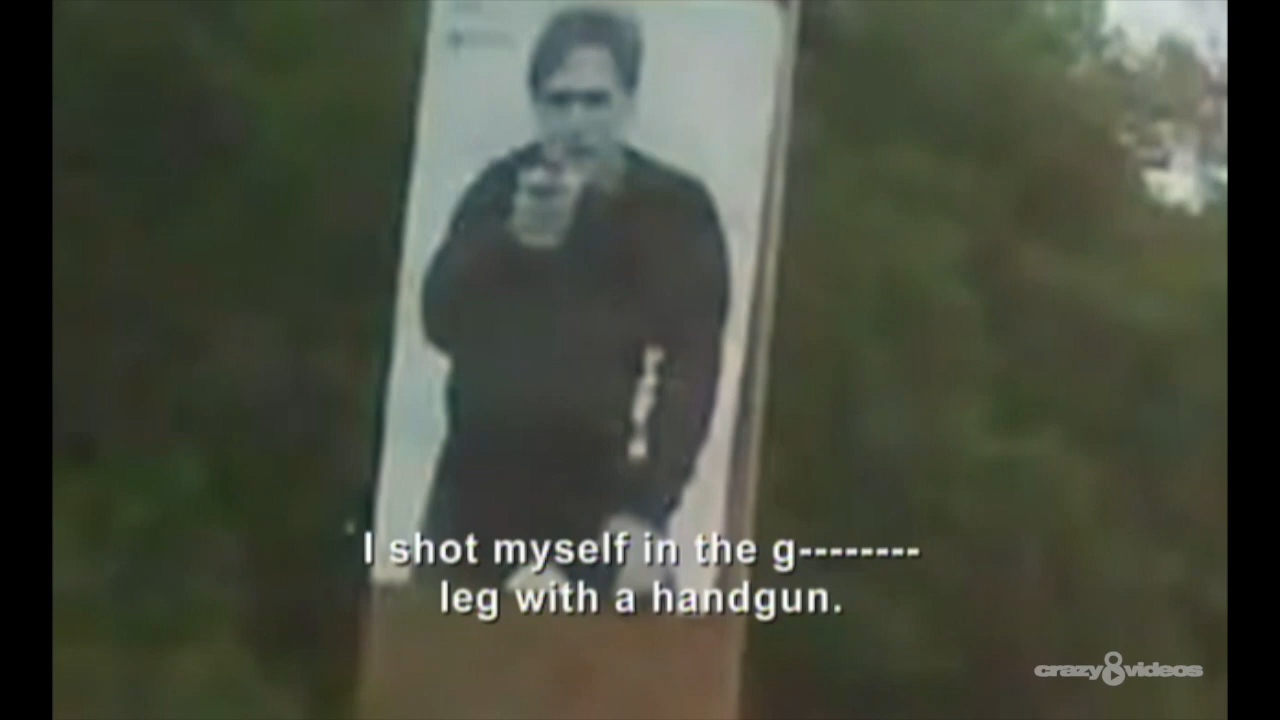 I shot myself in the g--------
leg with a handgun.
crazy8videos